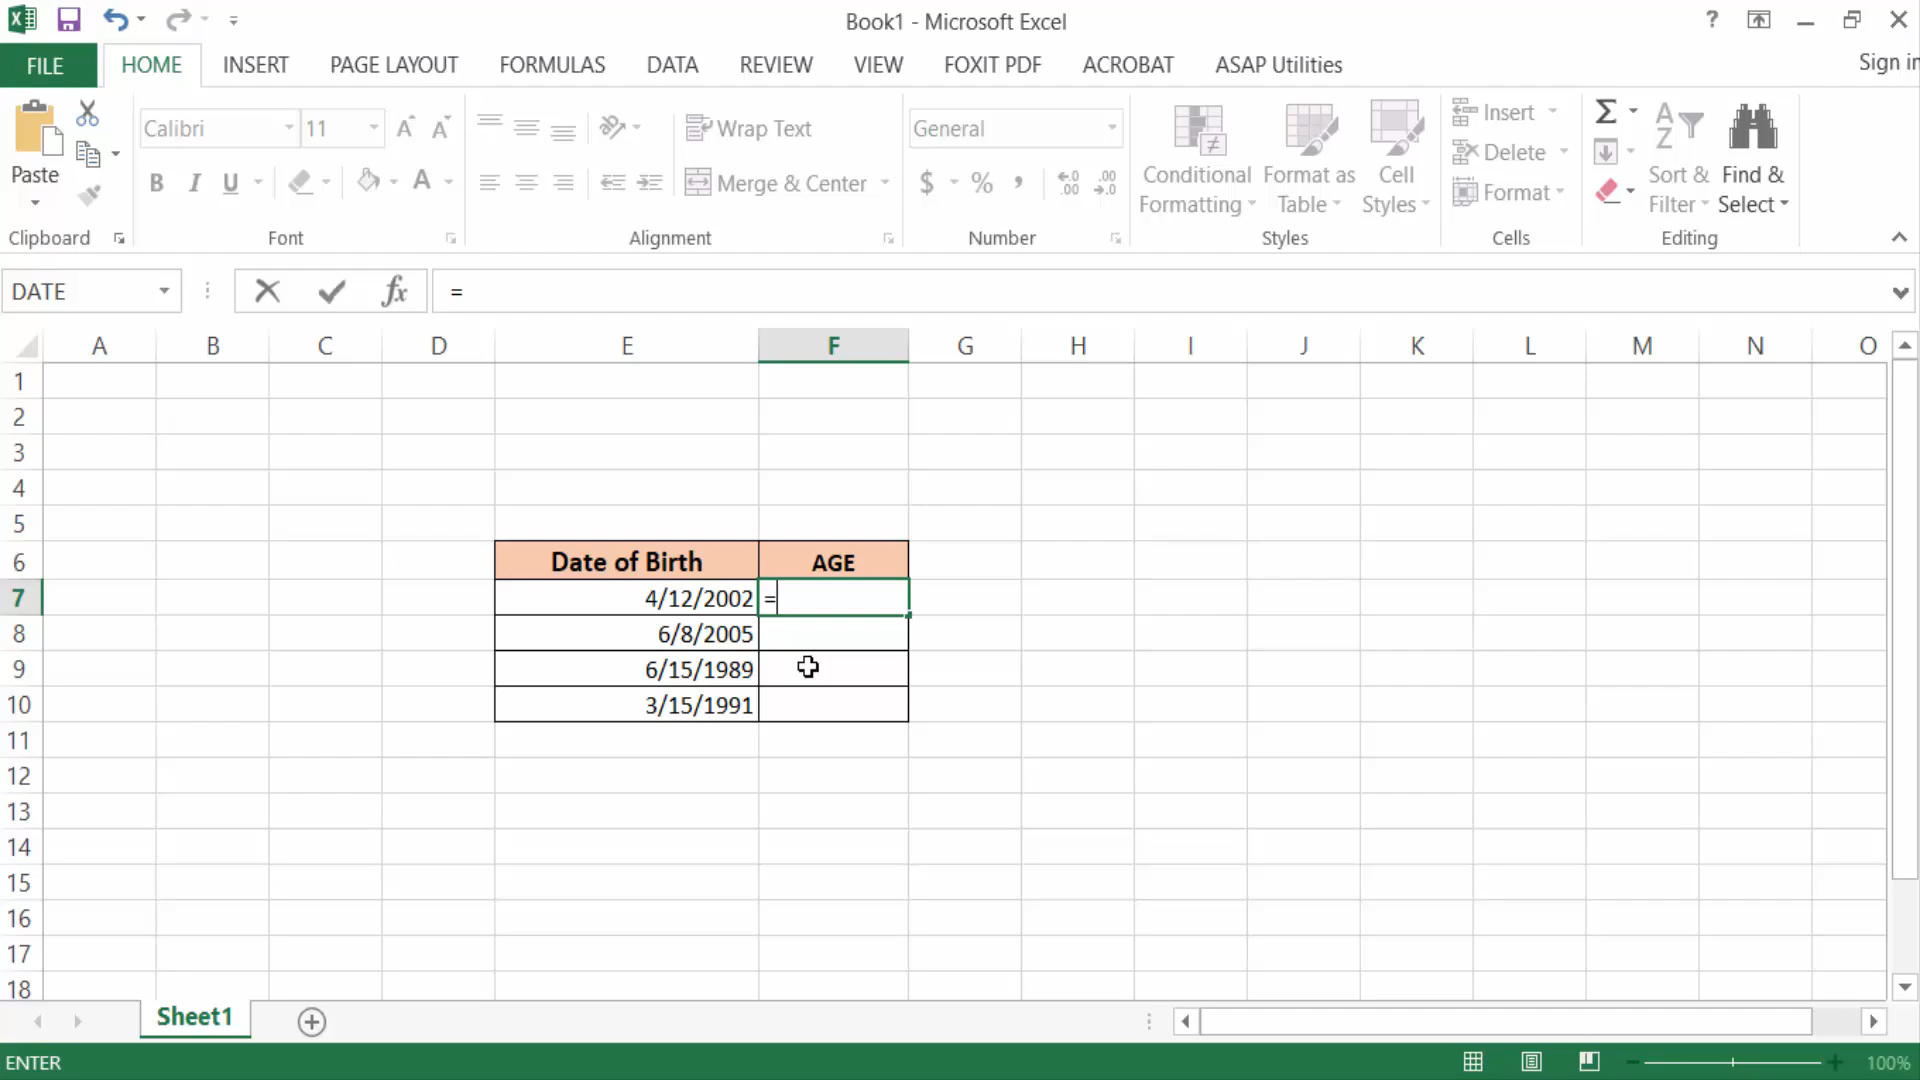 Book1 - Microsoft Excel
?
FILE HOME INSERT PAGE LAYOUT FORMULAS DATA REVIEW VIEW FOXIT PDF ACROBAT ASAP Utilities Sign in
Paste
Clipboard
Calibri 11
B I U A
Font
Wrap Text
Merge & Center
Alignment
General
$ % ,
Number
Conditional Formatting
Format as Table
Cell Styles
Styles
Insert
Delete
Format
Cells
Σ
Sort & Filter
Find & Select
Editing
DATE fx =
A B C D E F G H I J K L M N O
1
2
3
4
5
6 Date of Birth AGE
7 4/12/2002 =
8 6/8/2005
9 6/15/1989
10 3/15/1991
11
12
13
14
15
16
17
18
Sheet1
ENTER 100%